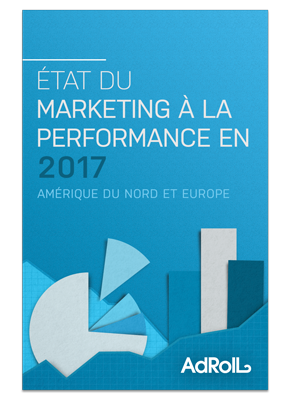 ÉTAT DU
MARKETING À LA
PERFORMANCE EN
2017
AMÉRIQUE DU NORD ET EUROPE
AdRoll